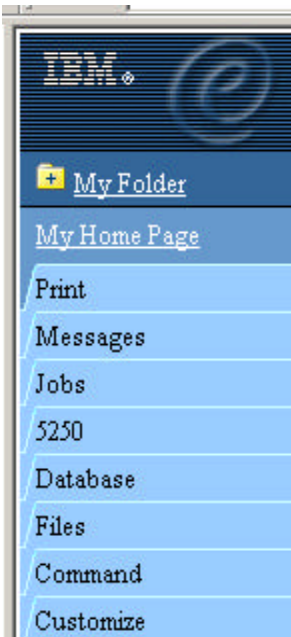 IBM®
My Folder
My Home Page
Print
Messages
Jobs
5250
Database
Files
Command
Customize